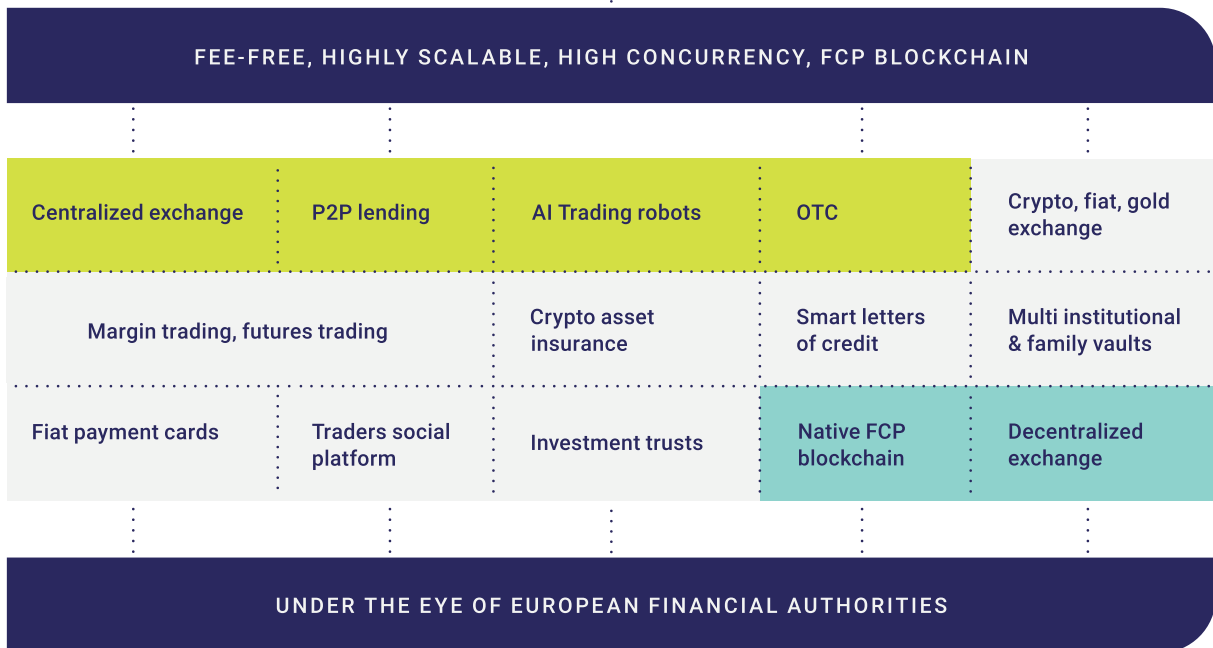 FEE-FREE, HIGHLY SCALABLE, HIGH CONCURRENCY, FCP BLOCKCHAIN
Centralized exchange
P2P lending
AI Trading robots
OTC
Crypto, fiat, gold
exchange
Margin trading, futures trading
Crypto asset
insurance
Smart letters
of credit
Multi institutional
& family vaults
Fiat payment cards
Traders social
platform
Investment trusts
Native FCP
blockchain
Decentralized
exchange
UNDER THE EYE OF EUROPEAN FINANCIAL AUTHORITIES